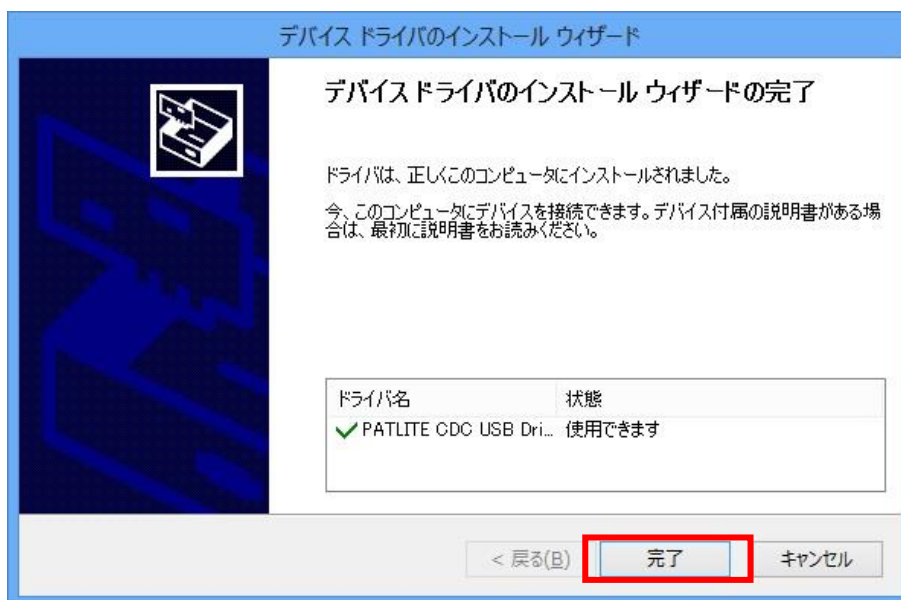 デバイス ドライバのインストール ウィザード
デバイス ドライバのインストール ウィザードの完了
ドライバは、正しくこのコンピュータにインストールされました。
今、このコンピュータにデバイスを接続できます。デバイス付属の説明書がある場
合は、最初に説明書をお読みください。
ドライバ名 状態
PATLITE CDC USB Dri... 使用できます
< 戻る(B) 完了 キャンセル